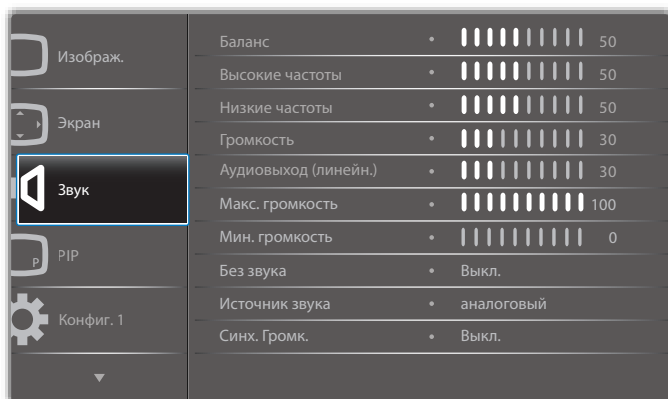 Изображ.
Экран
Звук
P
PIP
Конфиг. 1
Баланс • 50
Высокие частоты • 50
Низкие частоты • 50
Громкость • 30
Аудиовыход (линейн.) • 30
Макс. громкость • 100
Мин. громкость • 0
Без звука • Выкл.
Источник звука • аналоговый
Синх. Громк. • Выкл.